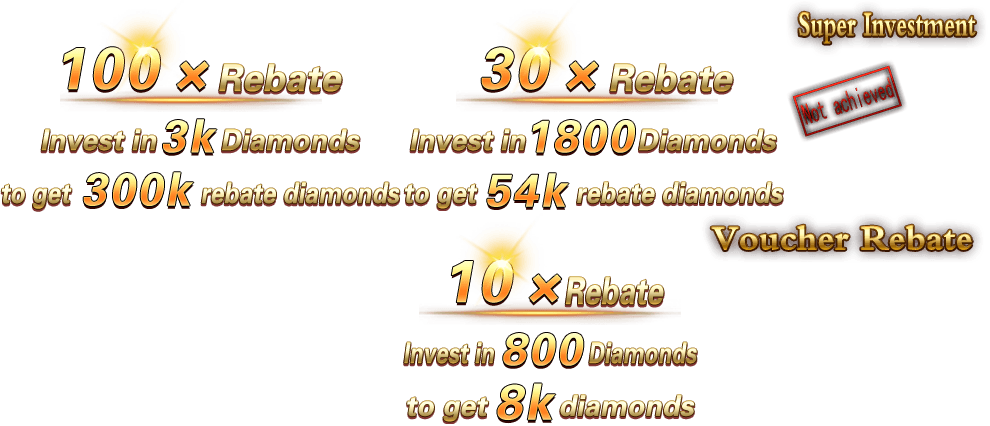 100 × Rebate
Invest in 3k Diamonds
to get 300k rebate diamonds
30 × Rebate
Invest in 1800 Diamonds
to get 54k rebate diamonds
Super Investment
Not achieved
Voucher Rebate
10 × Rebate
Invest in 800 Diamonds
to get 8k diamonds